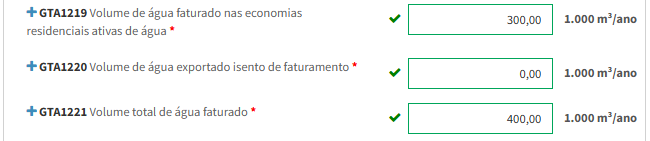 + GTA1219 Volume de água faturado nas economias
residenciais ativas de água *
300,00 1.000 m³/ano
+ GTA1220 Volume de água exportado isento de faturamento * 0,00 1.000 m³/ano
+ GTA1221 Volume total de água faturado * 400,00 1.000 m³/ano